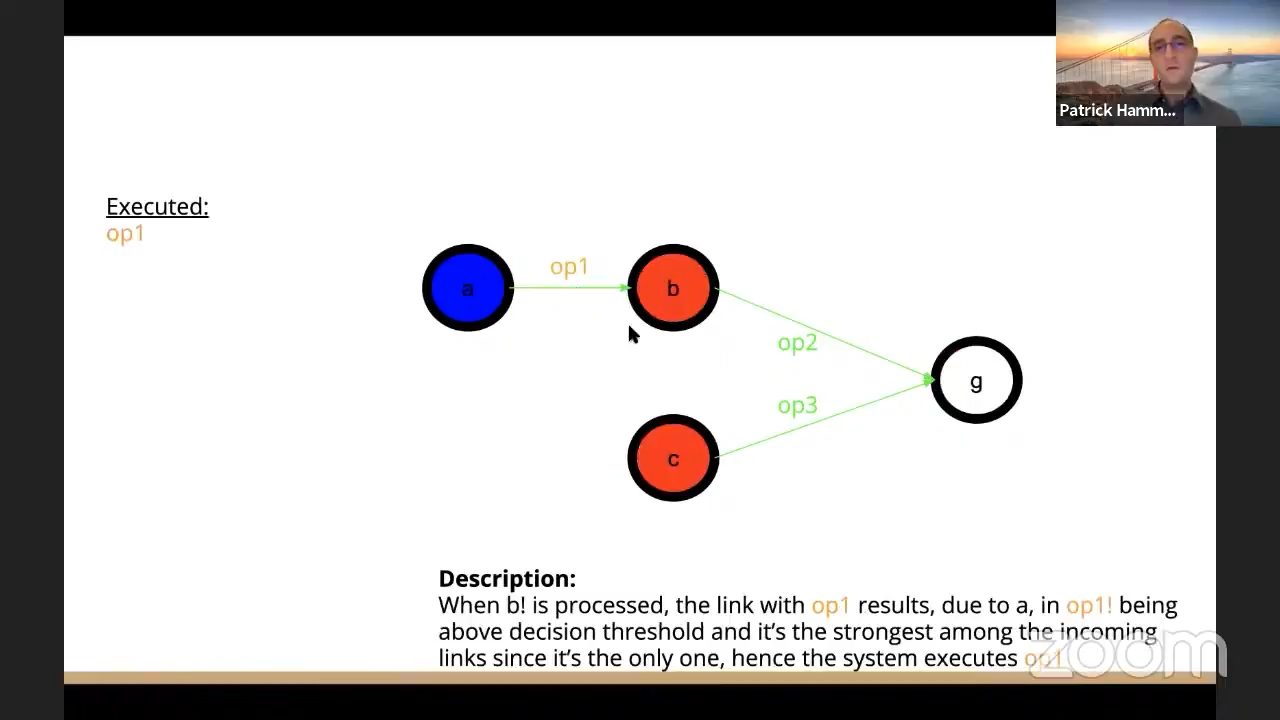 Patrick Hamm...
Executed:
op1
op1
a
b
op2
g
op3
c
Description:
When b! is processed, the link with op1 results, due to a, in op1! being
above decision threshold and it's the strongest among the incoming
links since it's the only one, hence the system executes op1
zoom